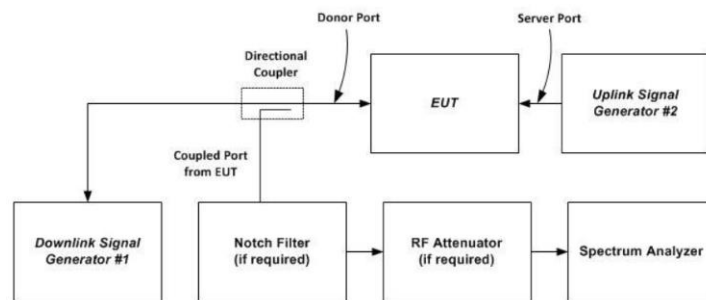 Donor Port
Server Port
Directional
Coupler
EUT
Uplink Signal
Generator #2
Coupled Port
from EUT
Downlink Signal
Generator #1
Notch Filter
(if required)
RF Attenuator
(if required)
Spectrum Analyzer